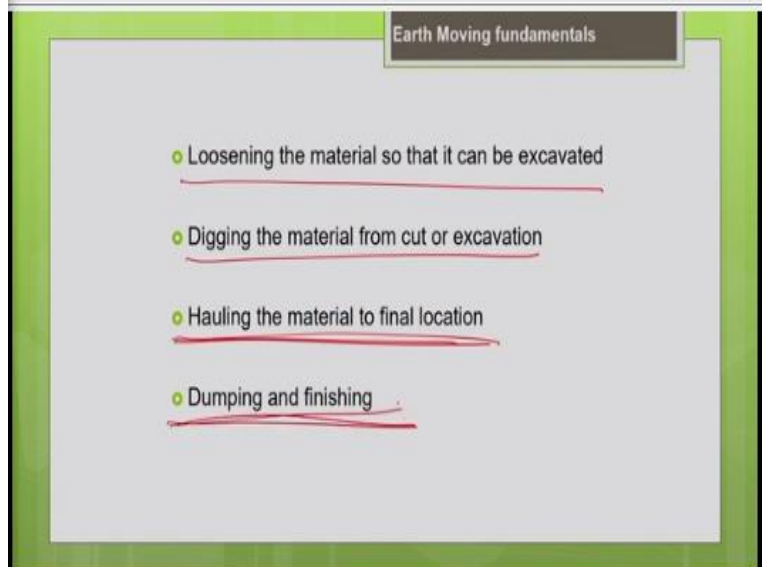 Earth Moving fundamentals
Loosening the material so that it can be excavated
Digging the material from cut or excavation
Hauling the material to final location
Dumping and finishing